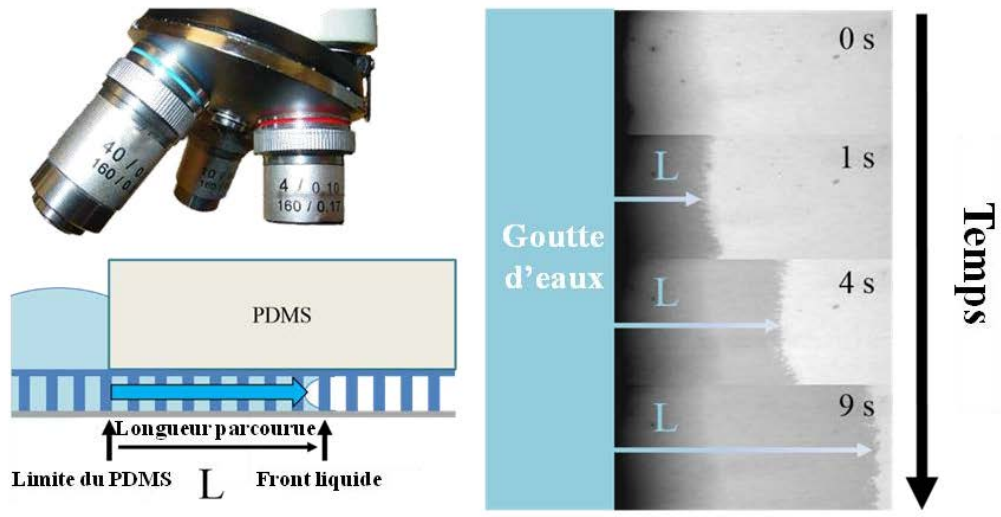 40 / 0.
160 / 0.
4 / 0.10
160 / 0.17
PDMS
Longueur parcourue
Limite du PDMS
L
Front liquide
Goutte
d'eaux
0 s
1 s
L
4 s
L
9 s
L
Temps